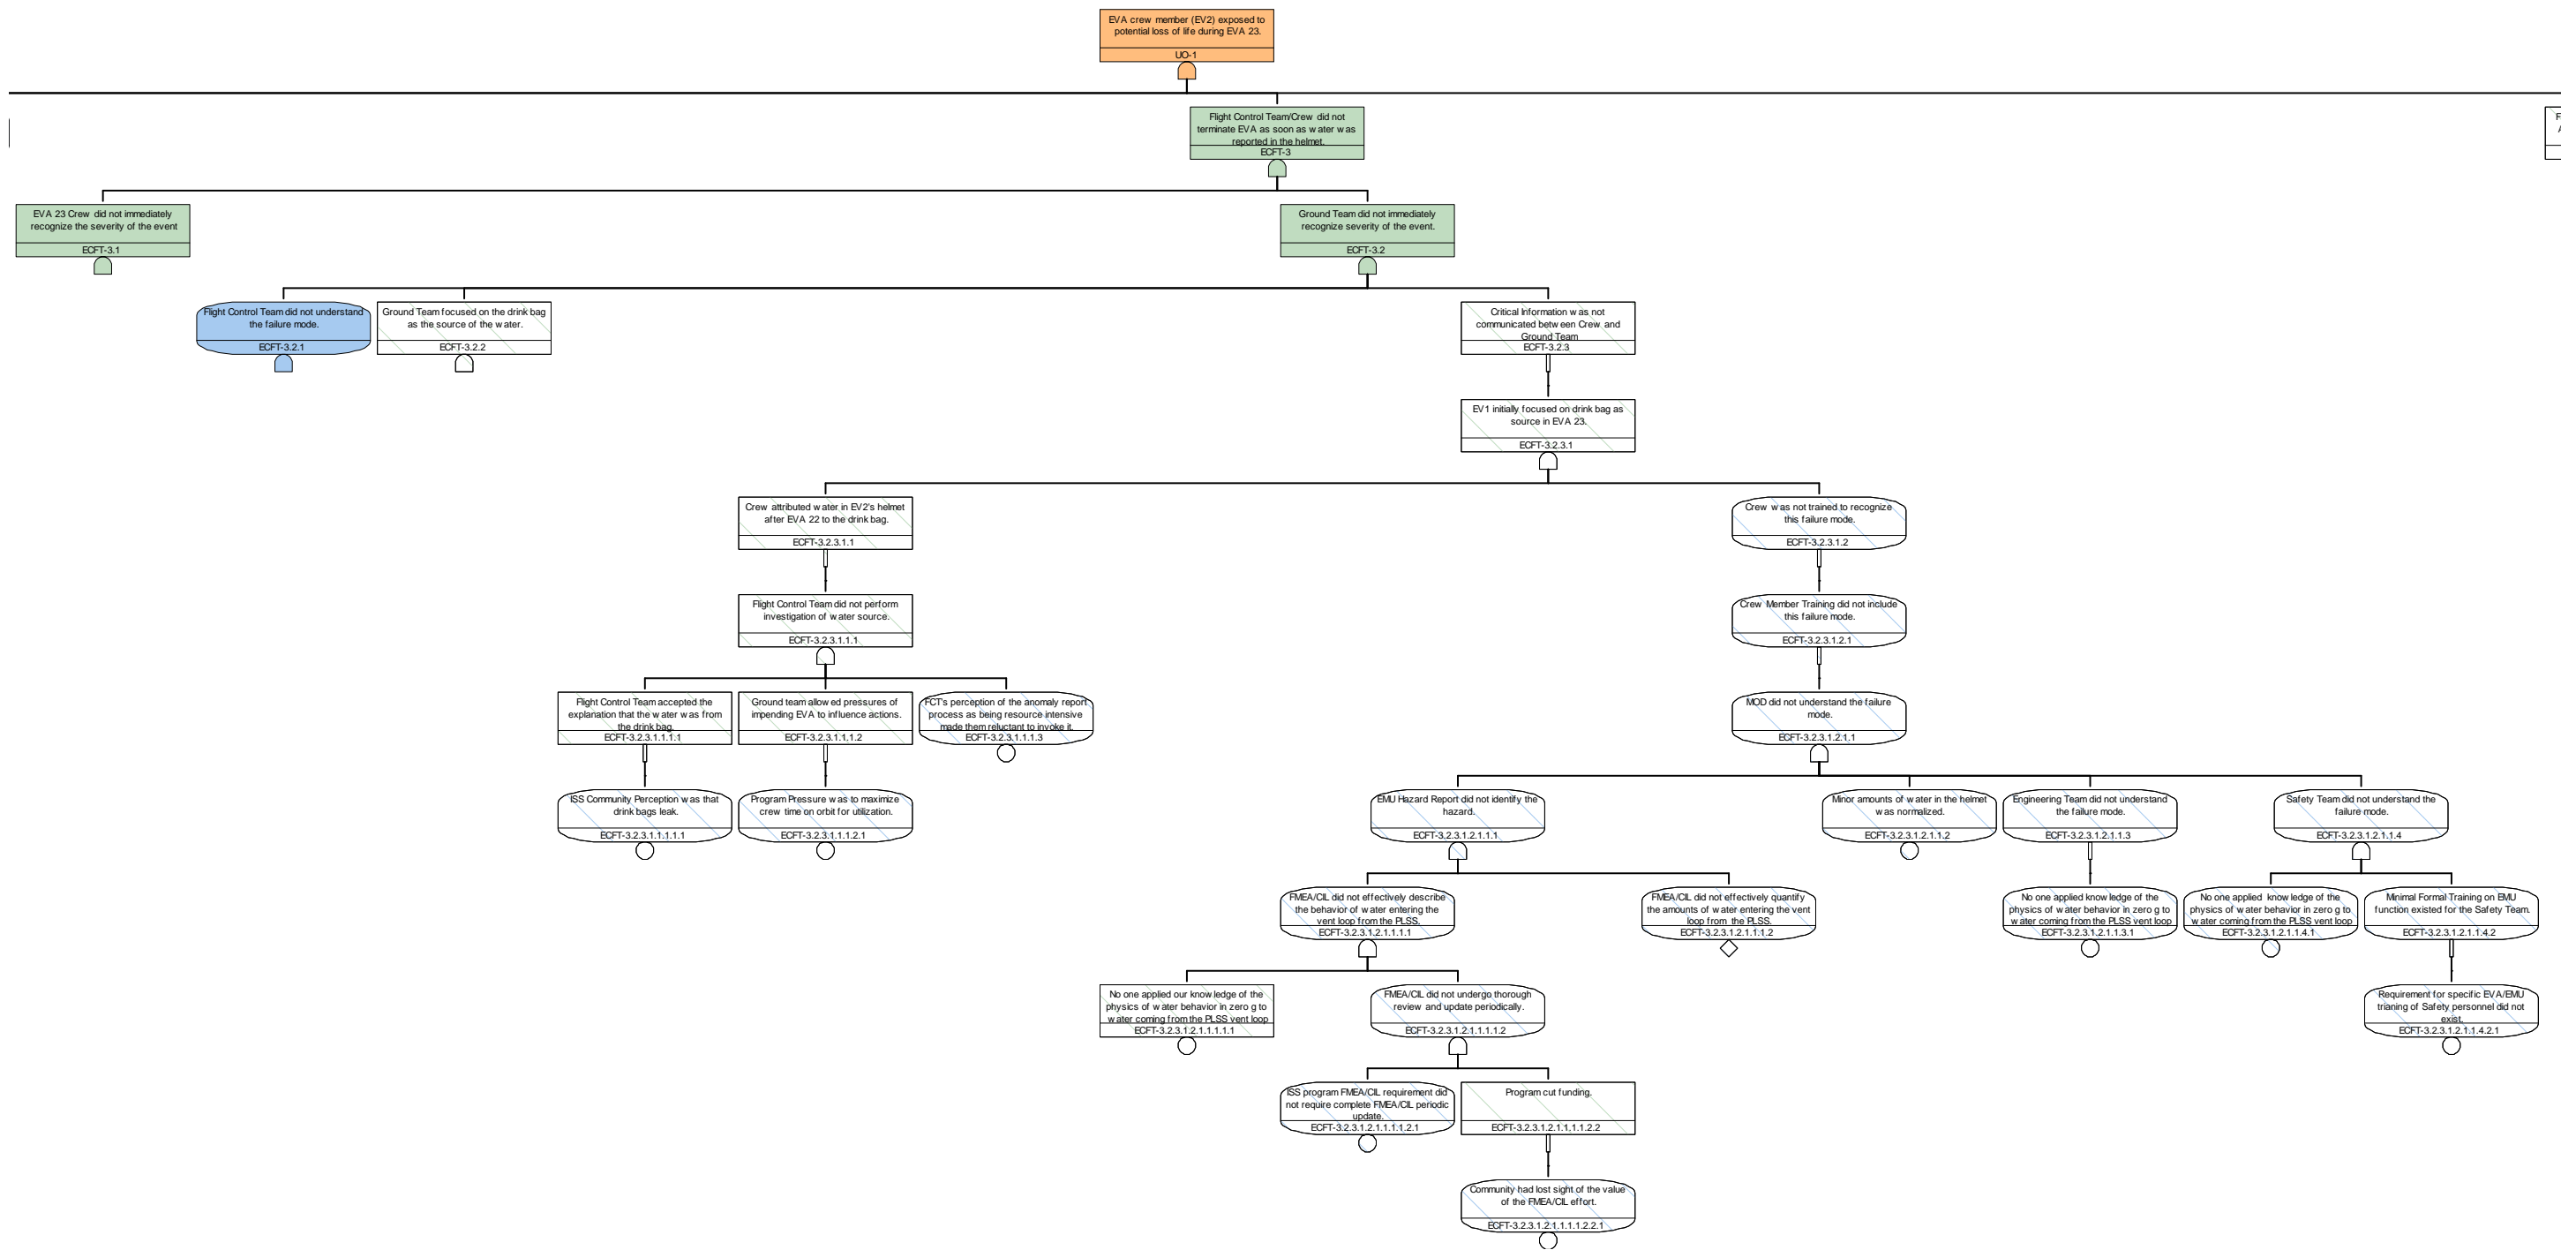 EVA crew member (EV2) exposed to
potential loss of life during EVA 23.
UO-1
Flight Control Team/Crew did not
terminate EVA as soon as water was
reported in the helmet.
ECFT-3
F
A
EVA 23 Crew did not immediately
recognize the severity of the event
ECFT-3.1
Ground Team did not immediately
recognize severity of the event.
ECFT-3.2
Flight Control Team did not understand
the failure mode.
ECFT-3.2.1
Ground Team focused on the drink bag
as the source of the water.
ECFT-3.2.2
Critical Information was not
communicated between Crew and
Ground Team
ECFT-3.2.3
EV1 initially focused on drink bag as
source in EVA 23.
ECFT-3.2.3.1
Crew attributed water in EV2's helmet
after EVA 22 to the drink bag.
ECFT-3.2.3.1.1
Crew was not trained to recognize
this failure mode.
ECFT-3.2.3.1.2
Flight Control Team did not perform
investigation of water source.
ECFT-3.2.3.1.1.1
Crew Member Training did not include
this failure mode.
ECFT-3.2.3.1.2.1
Flight Control Team accepted the
explanation that the water was from
the drink bag.
ECFT-3.2.3.1.1.1.1
Ground team allowed pressures of
impending EVA to influence actions.
ECFT-3.2.3.1.1.1.2
FCT's perception of the anomaly report
process as being resource intensive
made them reluctant to invoke it.
ECFT-3.2.3.1.1.1.3
MOD did not understand the failure
mode.
ECFT-3.2.3.1.2.1.1
ISS Community Perception was that
drink bags leak.
ECFT-3.2.3.1.1.1.1.1
Program Pressure was to maximize
crew time on orbit for utilization.
ECFT-3.2.3.1.1.1.2.1
EMU Hazard Report did not identify the
hazard.
ECFT-3.2.3.1.2.1.1.1
Minor amounts of water in the helmet
was normalized.
ECFT-3.2.3.1.2.1.1.2
Engineering Team did not understand
the failure mode.
ECFT-3.2.3.1.2.1.1.3
Safety Team did not understand the
failure mode.
ECFT-3.2.3.1.2.1.1.4
FMEA/CIL did not effectively describe
the behavior of water entering the
vent loop from the PLSS.
ECFT-3.2.3.1.2.1.1.1.1
FMEA/CIL did not effectively quantify
the amounts of water entering the vent
loop from the PLSS.
ECFT-3.2.3.1.2.1.1.1.2
No one applied knowledge of the
physics of water behavior in zero g to
water coming from the PLSS vent loop
ECFT-3.2.3.1.2.1.1.3.1
No one applied knowledge of the
physics of water behavior in zero g to
water coming from the PLSS vent loop
ECFT-3.2.3.1.2.1.1.4.1
Minimal Formal Training on EMU
function existed for the Safety Team.
ECFT-3.2.3.1.2.1.1.4.2
No one applied our knowledge of the
physics of water behavior in zero g to
water coming from the PLSS vent loop
ECFT-3.2.3.1.2.1.1.1.1.1
FMEA/CIL did not undergo thorough
review and update periodically.
ECFT-3.2.3.1.2.1.1.1.1.2
Requirement for specific EVA/EMU
trianing of Safety personnel did not
exist.
ECFT-3.2.3.1.2.1.1.4.2.1
ISS program FMEA/CIL requirement did
not require complete FMEA/CIL periodic
update.
ECFT-3.2.3.1.2.1.1.1.1.2.1
Program cut funding.
ECFT-3.2.3.1.2.1.1.1.1.2.2
Community had lost sight of the value
of the FMEA/CIL effort.
ECFT-3.2.3.1.2.1.1.1.1.2.2.1